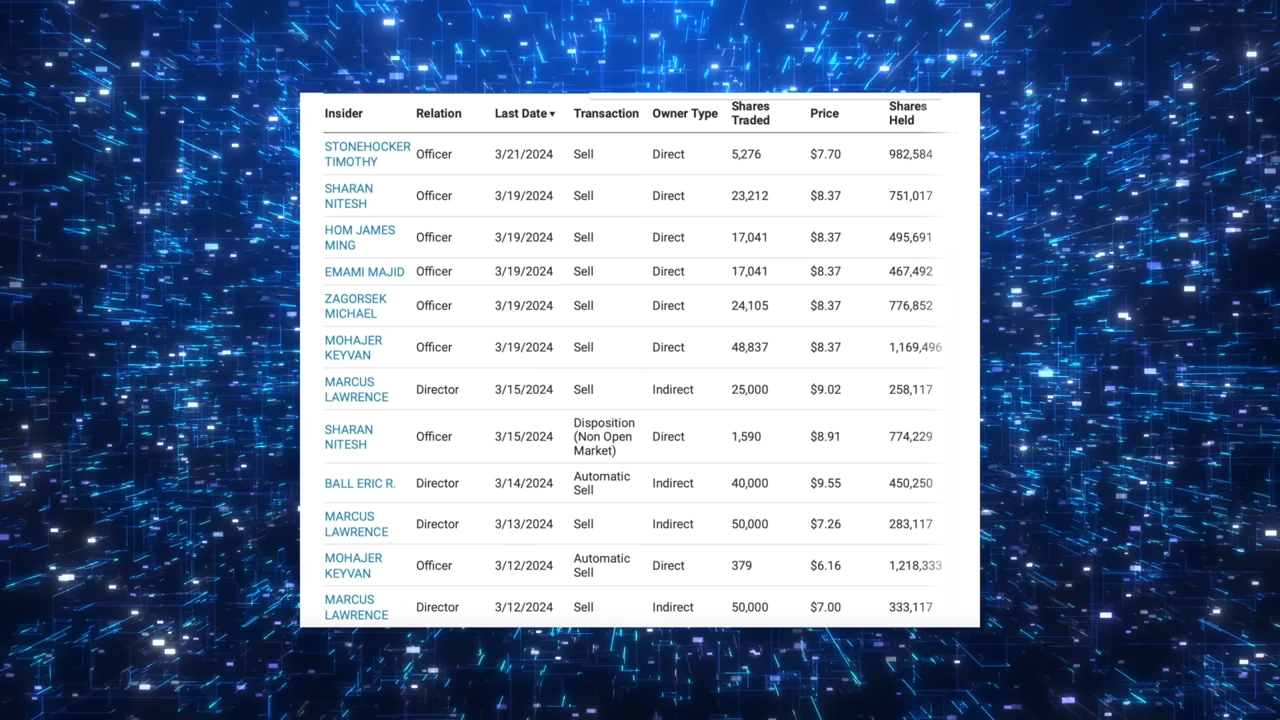 Insider Relation Last Date ▾ Transaction Owner Type Shares Traded Price Shares Held
STONEHOCKER TIMOTHY Officer 3/21/2024 Sell Direct 5,276 $7.70 982,584
SHARAN NITESH Officer 3/19/2024 Sell Direct 23,212 $8.37 751,017
HOM JAMES MING Officer 3/19/2024 Sell Direct 17,041 $8.37 495,691
EMAMI MAJID Officer 3/19/2024 Sell Direct 17,041 $8.37 467,492
ZAGORSEK MICHAEL Officer 3/19/2024 Sell Direct 24,105 $8.37 776,852
MOHAJER KEYVAN Officer 3/19/2024 Sell Direct 48,837 $8.37 1,169,496
MARCUS LAWRENCE Director 3/15/2024 Sell Indirect 25,000 $9.02 258,117
SHARAN NITESH Officer 3/15/2024 Disposition (Non Open Market) Direct 1,590 $8.91 774,229
BALL ERIC R. Director 3/14/2024 Automatic Sell Indirect 40,000 $9.55 450,250
MARCUS LAWRENCE Director 3/13/2024 Sell Indirect 50,000 $7.26 283,117
MOHAJER KEYVAN Officer 3/12/2024 Automatic Sell Direct 379 $6.16 1,218,333
MARCUS LAWRENCE Director 3/12/2024 Sell Indirect 50,000 $7.00 333,117